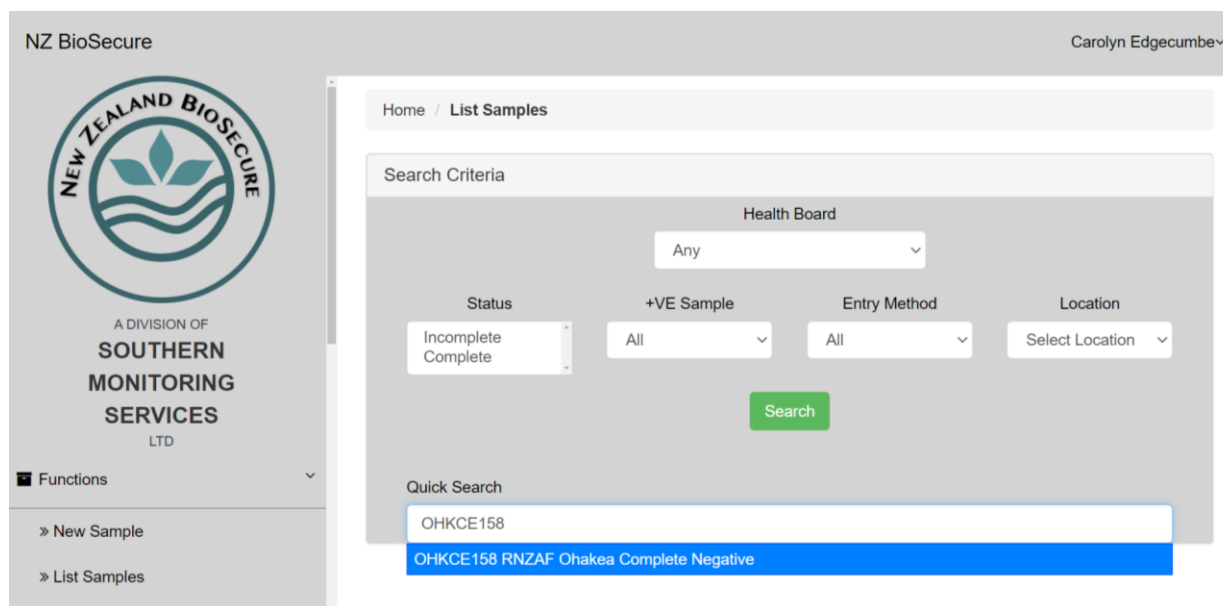 NZ BioSecure
Carolyn Edgecumbe
NEW ZEALAND BIOSECURE
A DIVISION OF
SOUTHERN
MONITORING
SERVICES
LTD
Functions
» New Sample
» List Samples
Home / List Samples
Search Criteria
Health Board
Any
Status
+VE Sample
Entry Method
Location
Incomplete
Complete
All
All
Select Location
Search
Quick Search
OHKCE158
OHKCE158 RNZAF Ohakea Complete Negative